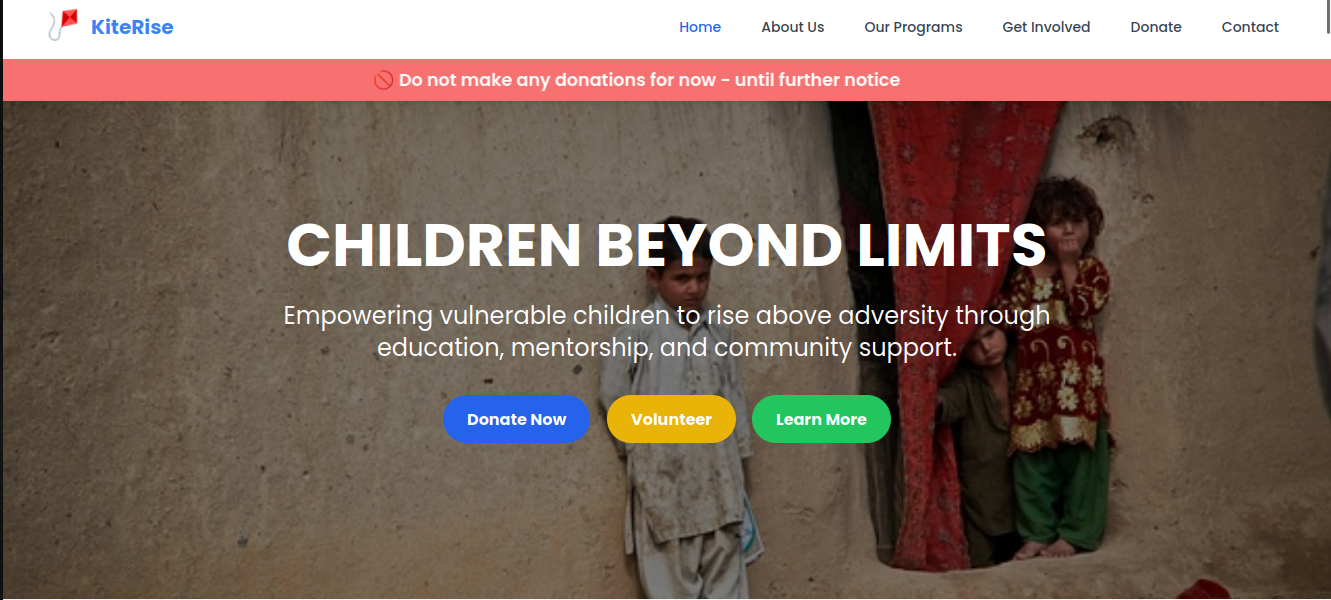 KiteRise
Home About Us Our Programs Get Involved Donate Contact
Do not make any donations for now - until further notice
CHILDREN BEYOND LIMITS
Empowering vulnerable children to rise above adversity through
education, mentorship, and community support.
Donate Now Volunteer Learn More